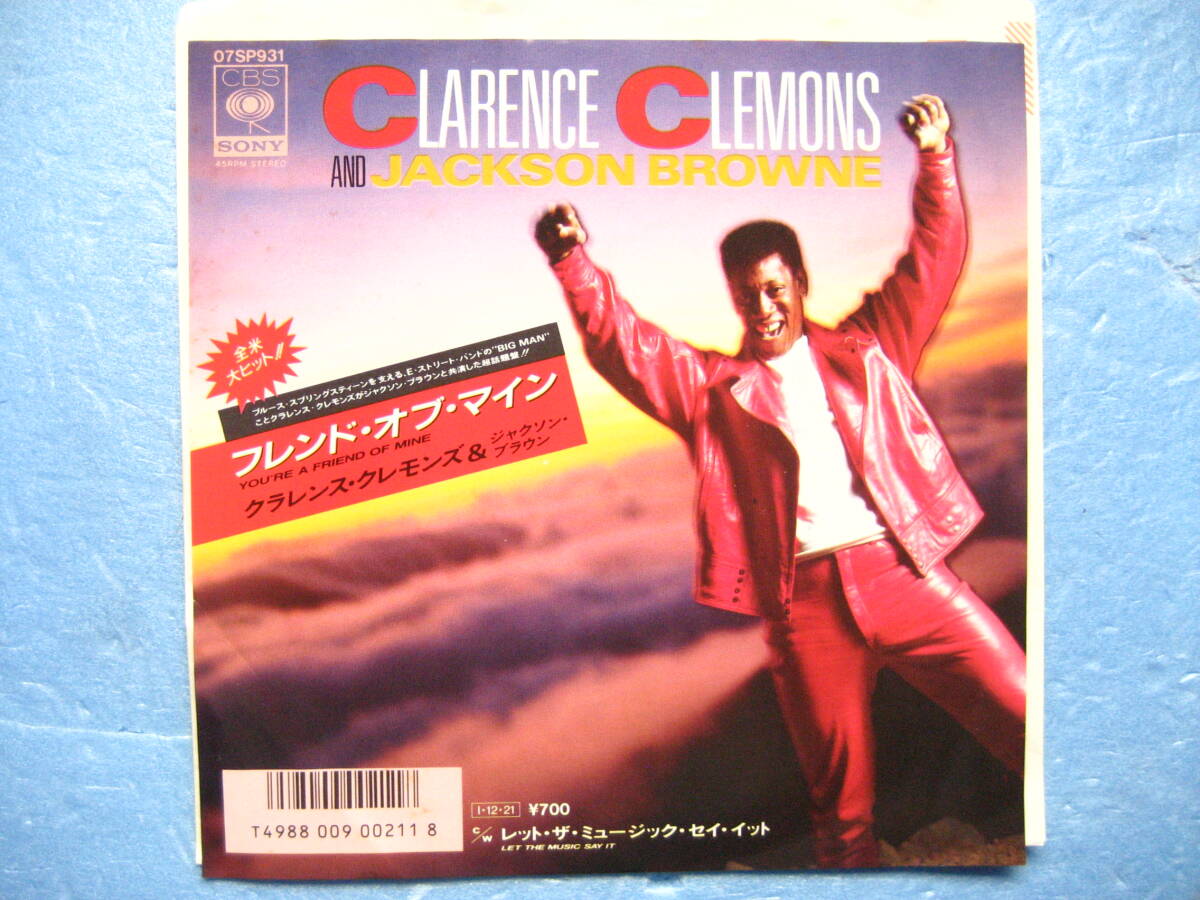 07SP931
CBS
SONY
45RPM STEREO
CLARENCE CLEMONS
AND JACKSON BROWNE
全米
大ヒット!!
ブルース・スプリングスティーンを支える、E・ストリート・バンドの"BIG MAN"
ことクラレンス・クレモンズがジャクソン・ブラウンと共演した超話題盤!!
フレンド・オブ・マイン
YOU'RE A FRIEND OF MINE
クラレンス・クレモンズ&ジャクソン・
ブラウン
T4988 009 00211 8
I・12・21 ¥700
C/W レット・ザ・ミュージック・セイ・イット
LET THE MUSIC SAY IT